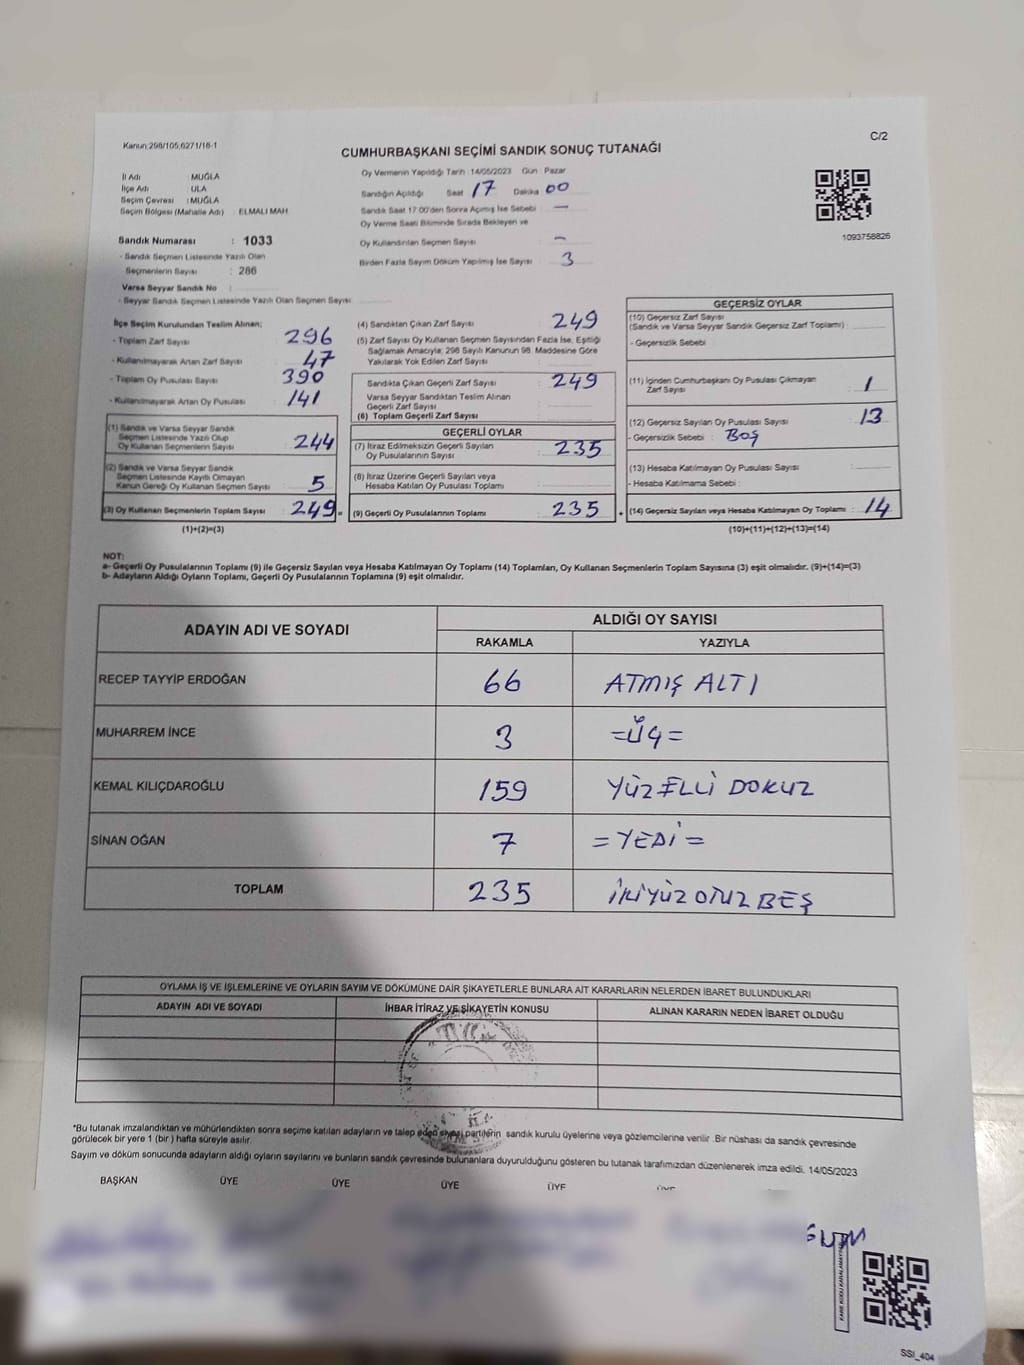 Kanun:298/105,6271/18-1
C/2
CUMHURBAŞKANI SEÇİMİ SANDIK SONUÇ TUTANAĞI
İl Adı : MUĞLA
İlçe Adı : ULA
Seçim Çevresi : MUĞLA
Seçim Bölgesi (Mahalle Adı) : ELMALI MAH
Sandık Numarası : 1033
- Sandık Seçmen Listesinde Yazılı Olan
Seçmenlerin Sayısı : 286
Varsa Seyyar Sandık No :
- Seyyar Sandık Seçmen Listesinde Yazılı Olan Seçmen Sayısı
Oy Vermenin Yapıldığı Tarih :14/05/2023 Gün : Pazar
Sandığın Açıldığı Saat 17 Dakika 00
Sandık Saat 17:00'den Sonra Açılmış İse Sebebi : —
Oy Verme Saati Bitiminde Sırada Bekleyen ve
Oy Kullandırılan Seçmen Sayısı : -
Birden Fazla Sayım Döküm Yapılmış İse Sayısı : 3
1093758826
İlçe Seçim Kurulundan Teslim Alınan;
- Toplam Zarf Sayısı : 296
- Kullanılmayarak Artan Zarf Sayısı : 47
- Toplam Oy Pusulası Sayısı : 390
- Kullanılmayarak Artan Oy Pusulası : 141
(1) Sandık ve Varsa Seyyar Sandık
Seçmen Listesinde Yazılı Olup
Oy Kullanan Seçmenlerin Sayısı : 244
(2) Sandık ve Varsa Seyyar Sandık
Seçmen Listesinde Kayıtlı Olmayan
Kanun Gereği Oy Kullanan Seçmen Sayısı : 5
(3) Oy Kullanan Seçmenlerin Toplam Sayısı : 249
(1)+(2)=(3)
(4) Sandıktan Çıkan Zarf Sayısı : 249
(5) Zarf Sayısı Oy Kullanan Seçmen Sayısından Fazla İse, Eşitliği
Sağlamak Amacıyla; 298 Sayılı Kanunun 98. Maddesine Göre
Yakılarak Yok Edilen Zarf Sayısı :
Sandıkta Çıkan Geçerli Zarf Sayısı : 249
Varsa Seyyar Sandıktan Teslim Alınan
Geçerli Zarf Sayısı :
(6) Toplam Geçerli Zarf Sayısı :
GEÇERLİ OYLAR
(7) İtiraz Edilmeksizin Geçerli Sayılan
Oy Pusulalarının Sayısı : 235
(8) İtiraz Üzerine Geçerli Sayılan veya
Hesaba Katılan Oy Pusulası Toplamı :
(9) Geçerli Oy Pusulalarının Toplamı : 235
GEÇERSİZ OYLAR
(10) Geçersiz Zarf Sayısı
(Sandık ve Varsa Seyyar Sandık Geçersiz Zarf Toplamı) :
- Geçersizlik Sebebi :
(11) İçinden Cumhurbaşkanı Oy Pusulası Çıkmayan
Zarf Sayısı : 1
(12) Geçersiz Sayılan Oy Pusulası Sayısı : 13
- Geçersizlik Sebebi : BOŞ
(13) Hesaba Katılmayan Oy Pusulası Sayısı :
- Hesaba Katılmama Sebebi :
(14) Geçersiz Sayılan veya Hesaba Katılmayan Oy Toplamı : 14
(10)+(11)+(12)+(13)=(14)
NOT:
a- Geçerli Oy Pusulalarının Toplamı (9) ile Geçersiz Sayılan veya Hesaba Katılmayan Oy Toplamı (14) Toplamları, Oy Kullanan Seçmenlerin Toplam Sayısına (3) eşit olmalıdır. (9)+(14)=(3)
b- Adayların Aldığı Oyların Toplamı, Geçerli Oy Pusulalarının Toplamına (9) eşit olmalıdır.
ADAYIN ADI VE SOYADI
ALDIĞI OY SAYISI
RAKAMLA YAZIYLA
RECEP TAYYİP ERDOĞAN 66 ATMIŞ ALTI
MUHARREM İNCE 3 =ÜÇ=
KEMAL KILIÇDAROĞLU 159 YÜZELLİ DOKUZ
SİNAN OĞAN 7 =YEDİ=
TOPLAM 235 İKİYÜZ OTUZ BEŞ
OYLAMA İŞ VE İŞLEMLERİNE VE OYLARIN SAYIM VE DÖKÜMÜNE DAİR ŞİKAYETLERLE BUNLARA AİT KARARLARIN NELERDEN İBARET BULUNDUKLARI
ADAYIN ADI VE SOYADI İHBAR İTİRAZ VE ŞİKAYETİN KONUSU ALINAN KARARIN NEDEN İBARET OLDUĞU
*Bu tutanak imzalandıktan ve mühürlendikten sonra seçime katılan adayların ve talep eden siyasi partilerin sandık kurulu üyelerine veya gözlemcilerine verilir. Bir nüshası da sandık çevresinde
görülecek bir yere 1 (bir ) hafta süreyle asılır.
Sayım ve döküm sonucunda adayların aldığı oyların sayılarını ve bunların sandık çevresinde bulunanlara duyurulduğunu gösteren bu tutanak tarafımızdan düzenlenerek imza edildi. 14/05/2023
BAŞKAN ÜYE ÜYE ÜYE ÜYE
SSI_404